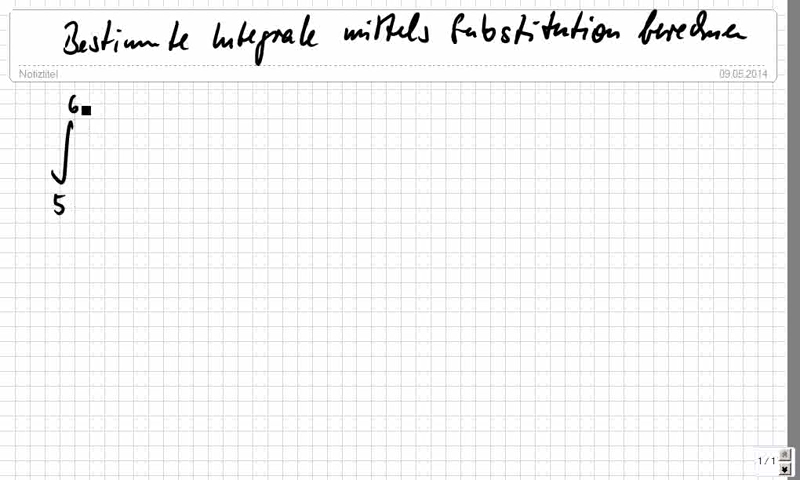 Bestimmte Integrale mittels Substitution berechnen
Notiztitel 09.05.2014
6
∫
5
1/1